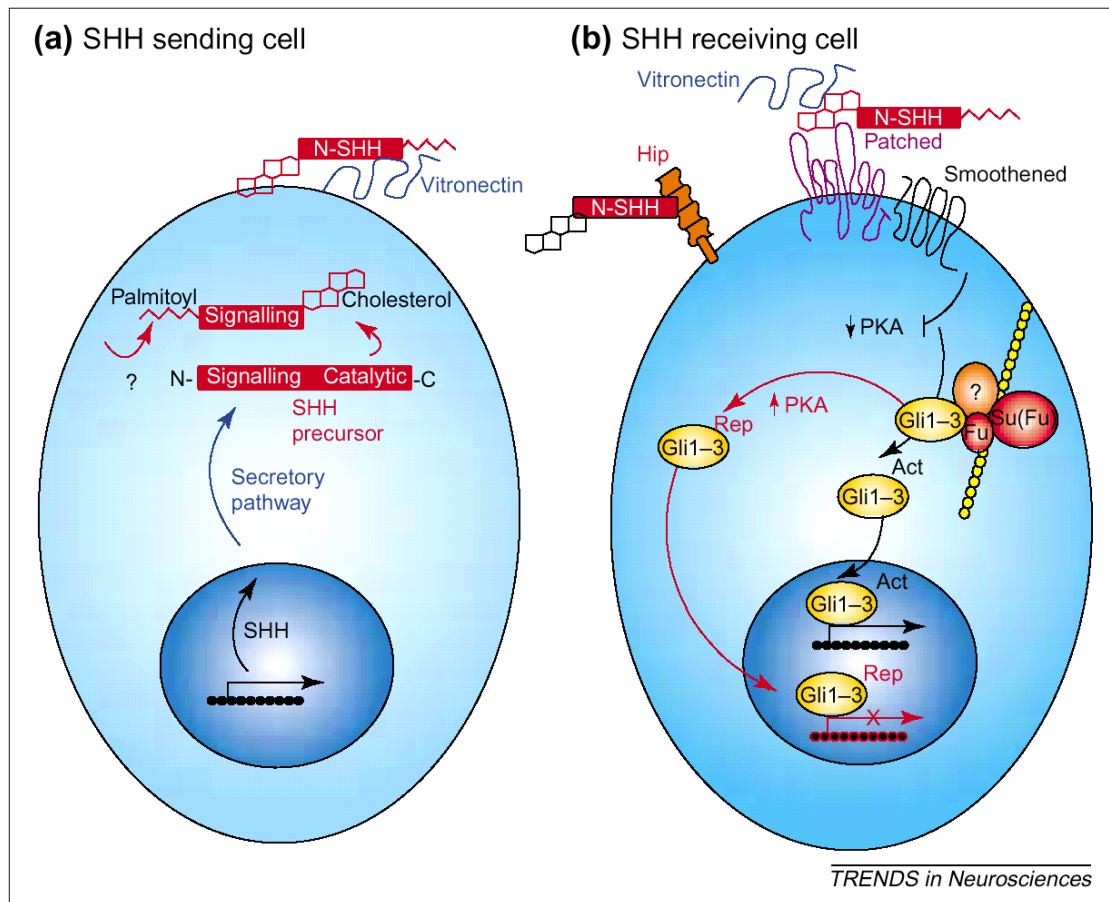 (a) SHH sending cell
N-SHH
Vitronectin
Palmitoyl
Cholesterol
Signalling
?
N-
Signalling Catalytic
-C
SHH
precursor
Secretory
pathway
SHH
(b) SHH receiving cell
Vitronectin
N-SHH
Patched
Hip
Smoothened
N-SHH
PKA
PKA
?
Rep
Gli1–3
Gli1–3
Fu
Su(Fu)
Act
Gli1–3
Act
Gli1–3
Rep
Gli1–3
X
TRENDS in Neurosciences